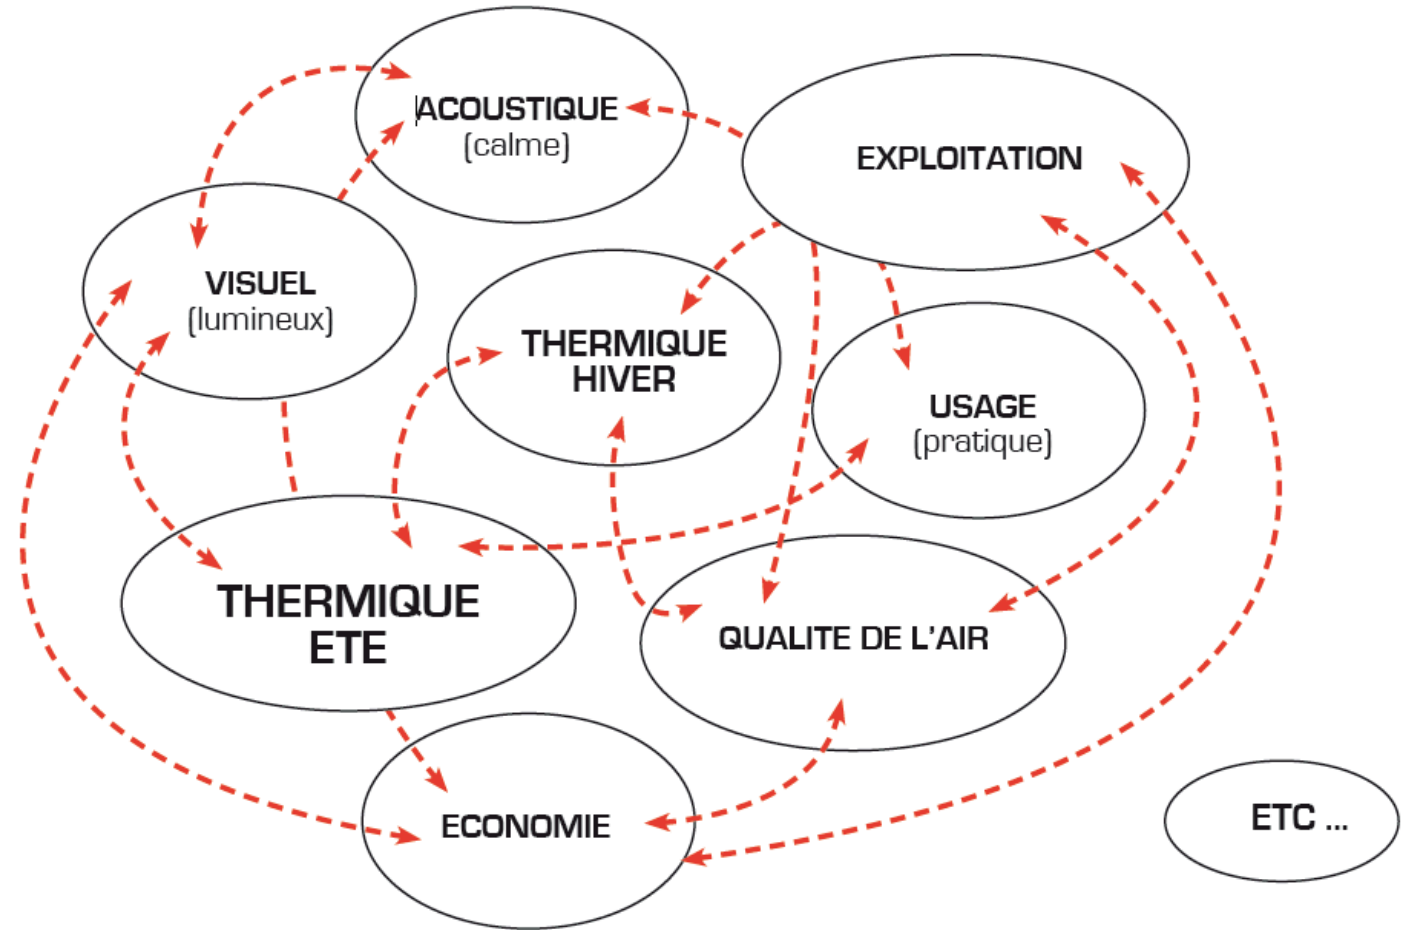 ACOUSTIQUE
(calme)
EXPLOITATION
VISUEL
(lumineux)
THERMIQUE
HIVER
USAGE
(pratique)
THERMIQUE
ETE
QUALITE DE L'AIR
ECONOMIE
ETC ...